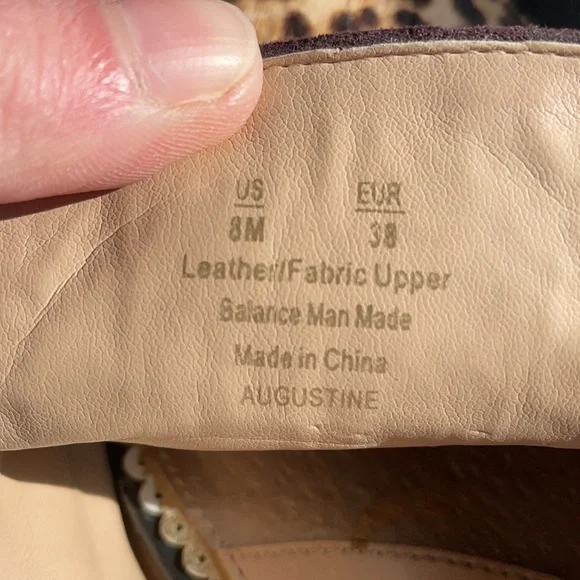 US EUR
8M 38
Leather/Fabric Upper
Balance Man Made
Made in China
AUGUSTINE